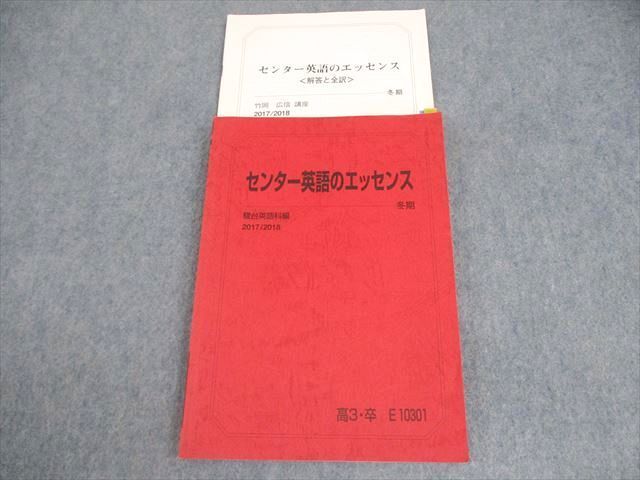 センター英語のエッセンス
<解答と全訳>
冬期
竹岡 広信 講座
2017/2018
センター英語のエッセンス
冬期
駿台英語科編
2017/2018
高3・卒 E10301